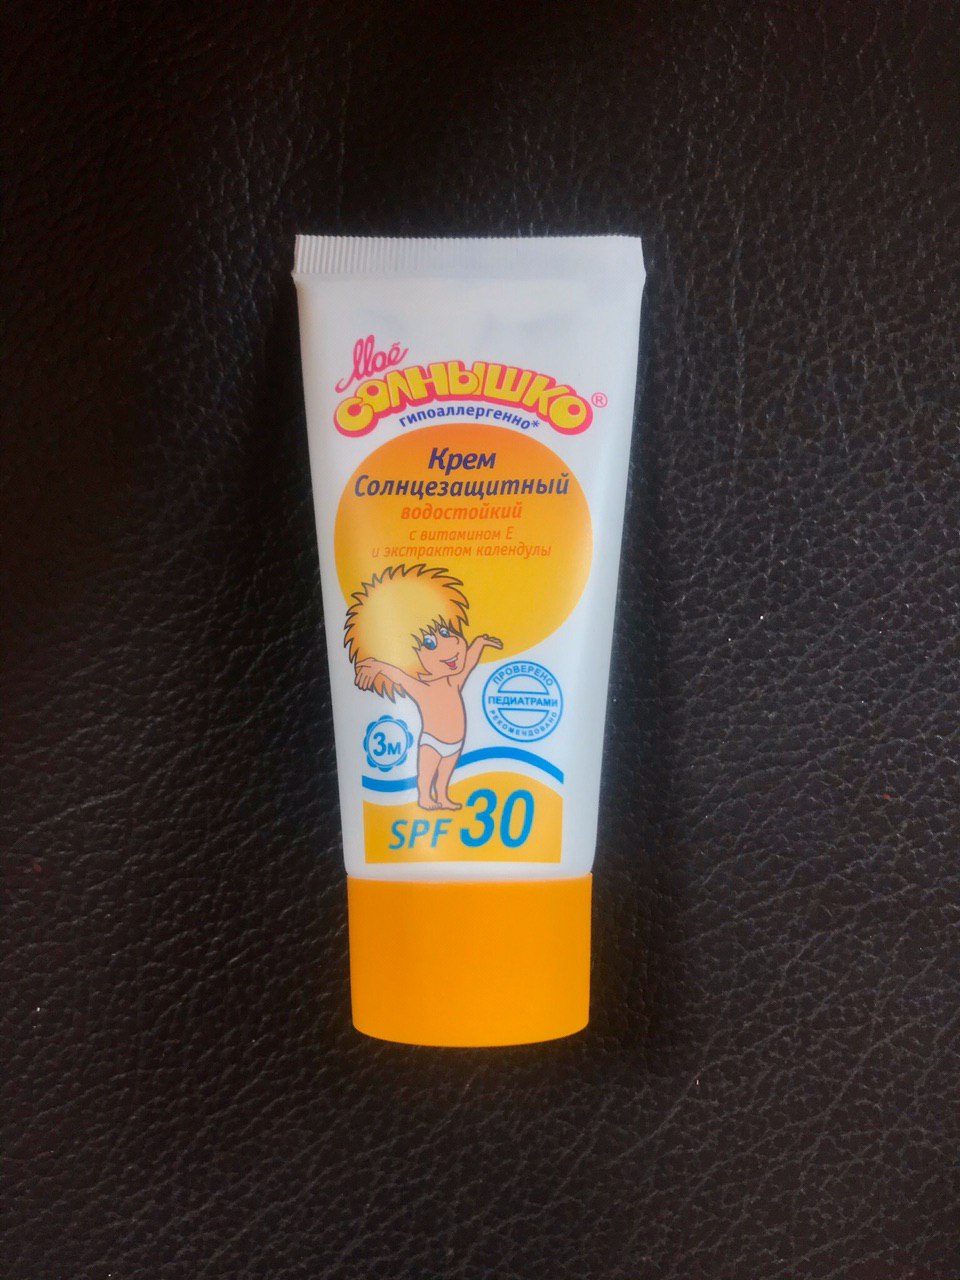 Моё
СОЛНЫШКО®
гипоаллергенно*
Крем
Солнцезащитный
водостойкий
с витамином Е
и экстрактом календулы
ПРОВЕРЕНО
ПЕДИАТРАМИ
РЕКОМЕНДОВАНО
3м
SPF 30